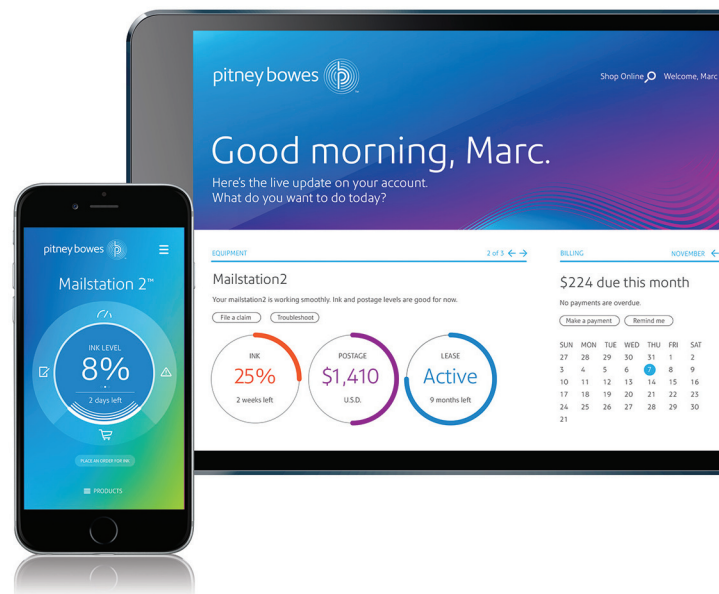 pitney bowes
Shop Online
Welcome, Marc
Good morning, Marc.
Here's the live update on your account.
What do you want to do today?
EQUIPMENT
2 of 3
Mailstation2
Your mailstation2 is working smoothly. Ink and postage levels are good for now.
File a claim
Troubleshoot
INK
25%
2 weeks left
POSTAGE
$1,410
U.S.D.
LEASE
Active
9 months left
BILLING
NOVEMBER
$224 due this month
No payments are overdue.
Make a payment
Remind me
SUN MON TUE WED THU FRI SAT
27 28 29 30 31 1 2
3 4 5 6 7 8 9
10 11 12 13 14 15 16
17 18 19 20 21 22 23
24 25 26 27 28 29 30
21
pitney bowes
Mailstation 2™
INK LEVEL
8%
2 days left
PLACE AN ORDER FOR INK
PRODUCTS